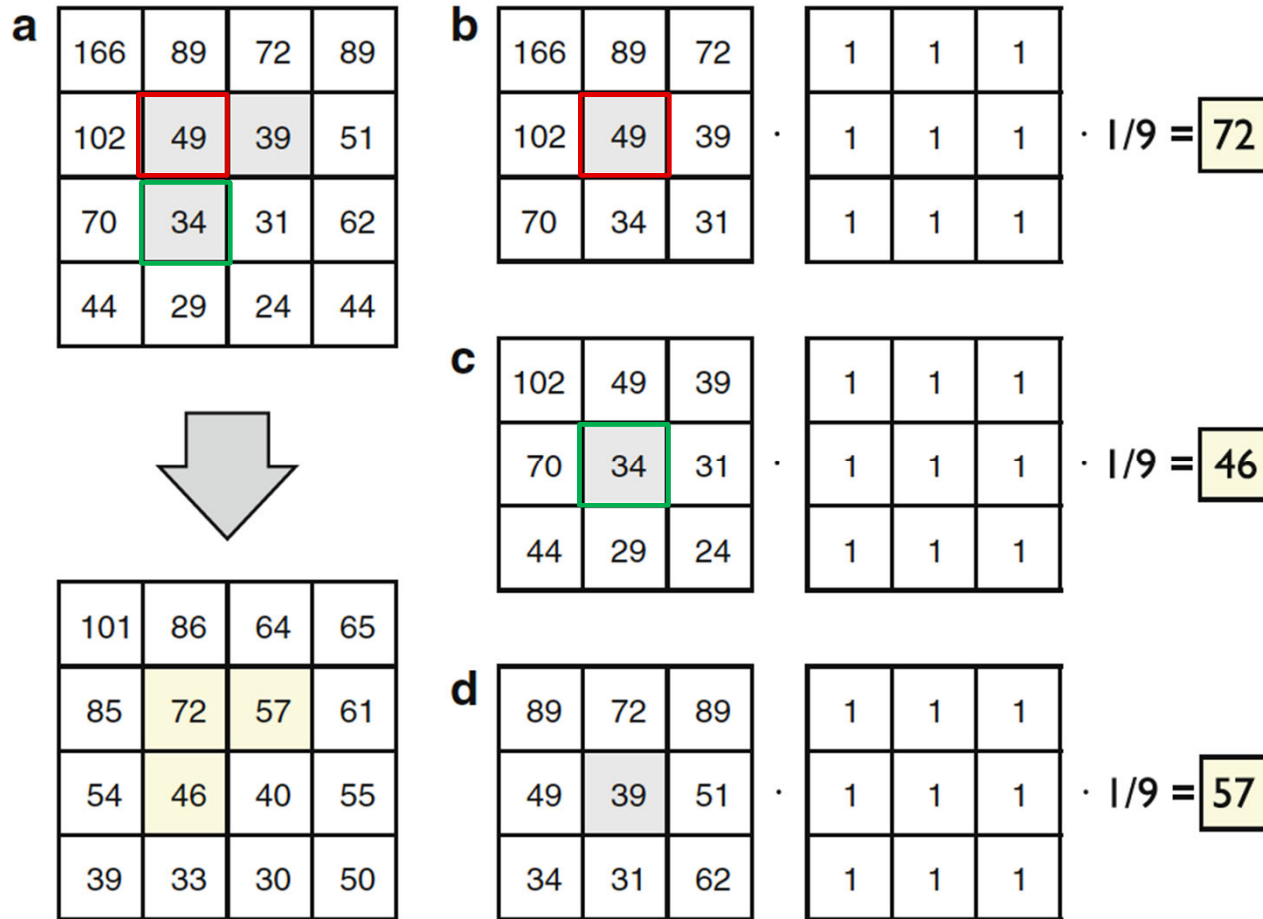 a
166 89 72 89
102 49 39 51
70 34 31 62
44 29 24 44
101 86 64 65
85 72 57 61
54 46 40 55
39 33 30 50
b
166 89 72 1 1 1
102 49 39 · 1 1 1 · 1/9 = 72
70 34 31 1 1 1
c
102 49 39 1 1 1
70 34 31 · 1 1 1 · 1/9 = 46
44 29 24 1 1 1
d
89 72 89 1 1 1
49 39 51 · 1 1 1 · 1/9 = 57
34 31 62 1 1 1